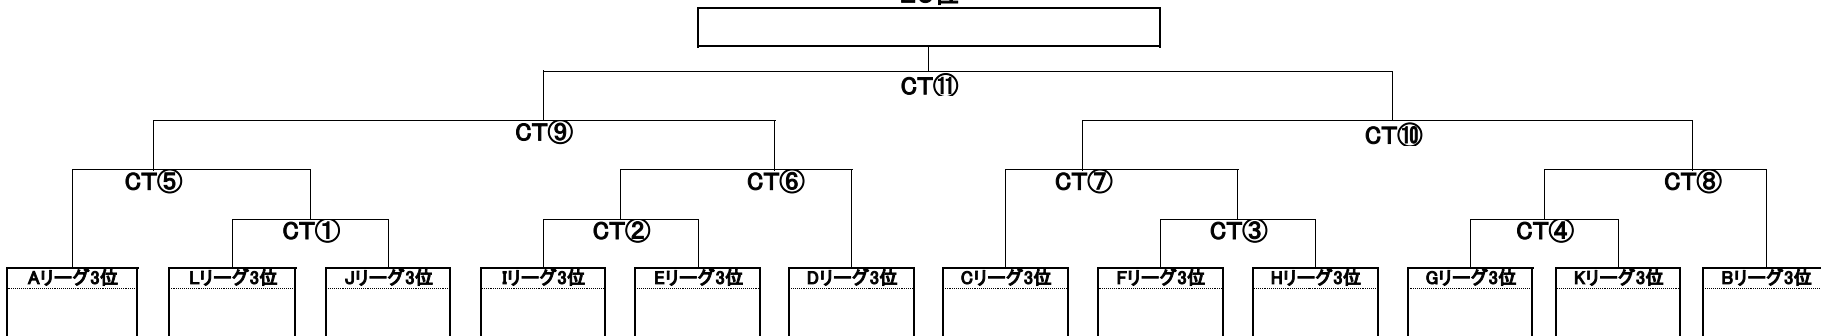 CT⑪
CT⑨ CT⑩
CT⑤ CT⑥ CT⑦ CT⑧
CT① CT② CT③ CT④
Aリーグ3位 Lリーグ3位 Jリーグ3位 Iリーグ3位 Eリーグ3位 Dリーグ3位 Cリーグ3位 Fリーグ3位 Hリーグ3位 Gリーグ3位 Kリーグ3位 Bリーグ3位